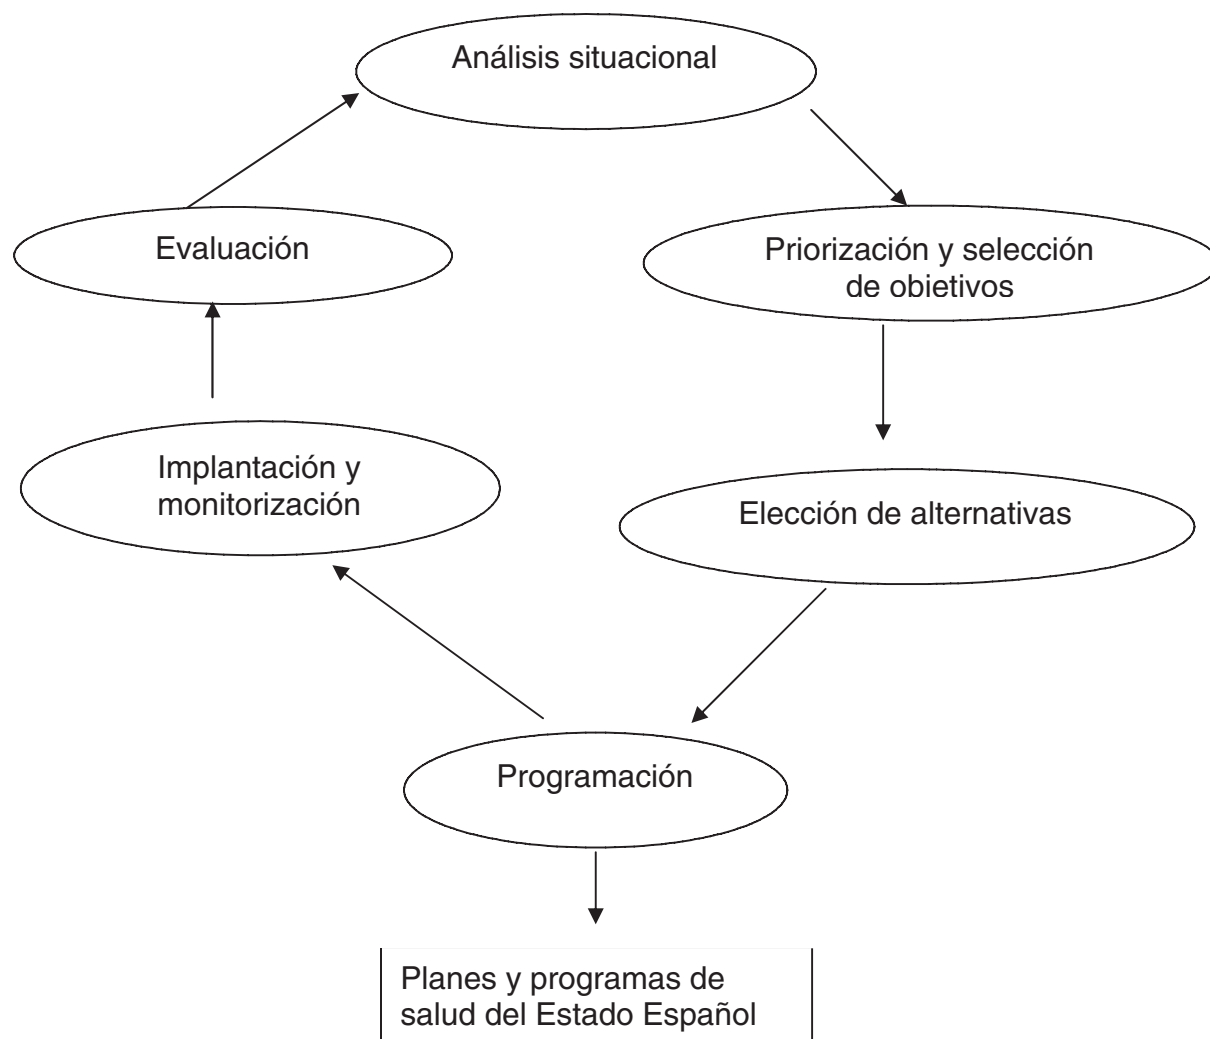 Análisis situacional
Evaluación
Priorización y selección
de objetivos
Implantación y
monitorización
Elección de alternativas
Programación
Planes y programas de
salud del Estado Español